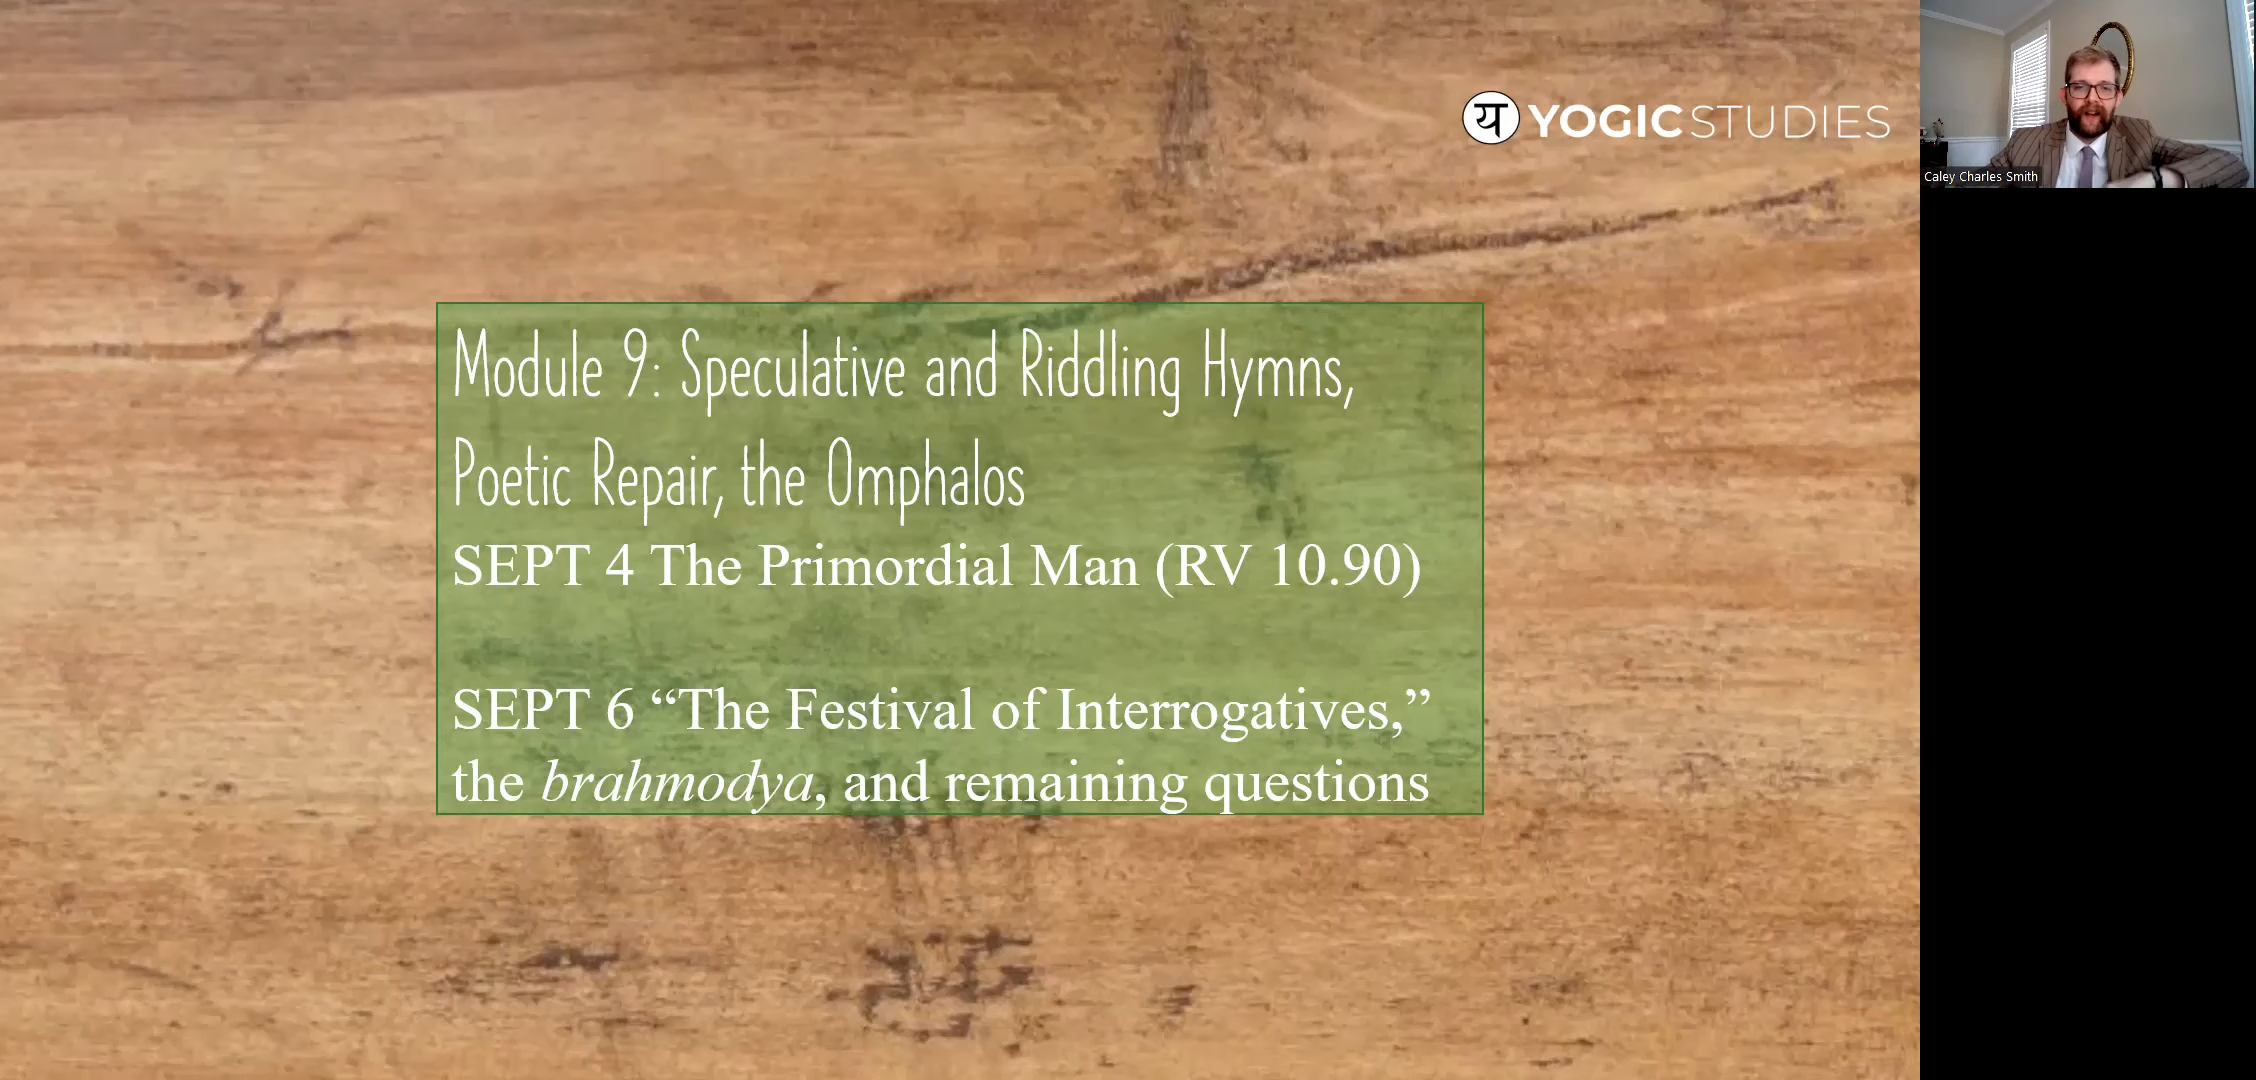 य YOGIC STUDIES
Caley Charles Smith
Module 9: Speculative and Riddling Hymns,
Poetic Repair, the Omphalos
SEPT 4 The Primordial Man (RV 10.90)
SEPT 6 “The Festival of Interrogatives,”
the brahmodya, and remaining questions